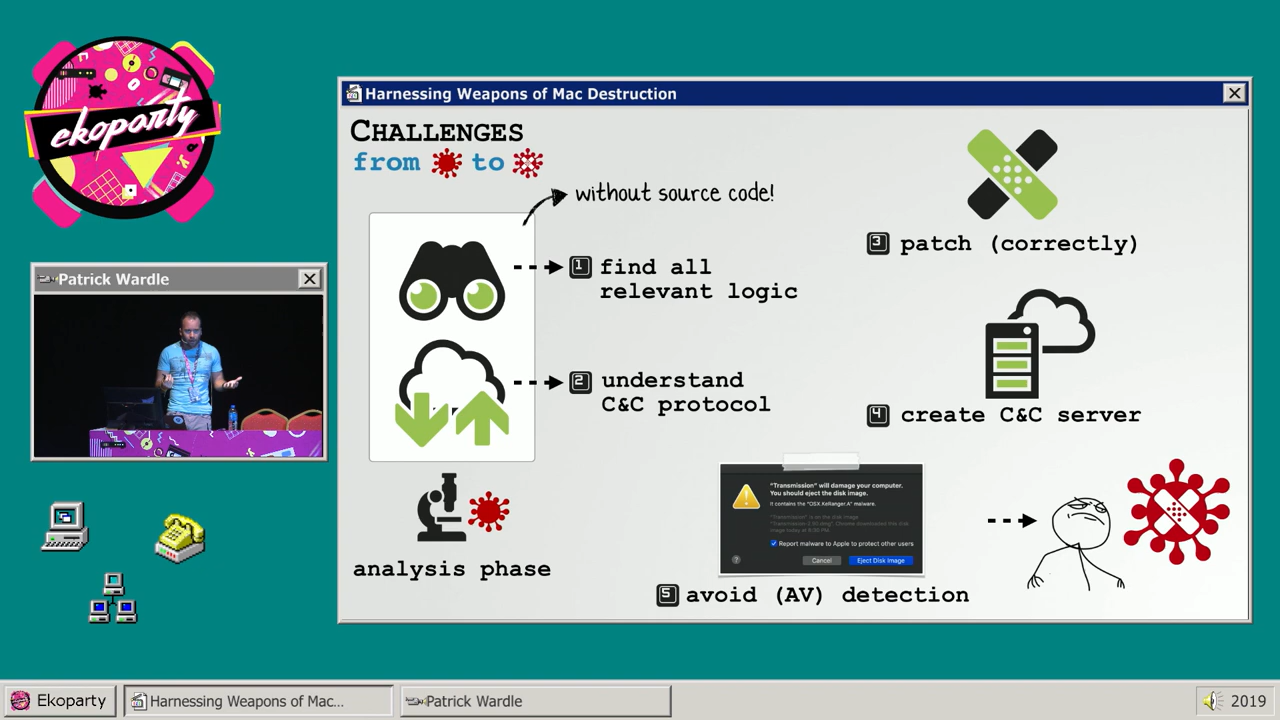 ekoparty
Patrick Wardle
Harnessing Weapons of Mac Destruction
CHALLENGES
from to
without source code!
1 find all
relevant logic
2 understand
C&C protocol
analysis phase
3 patch (correctly)
4 create C&C server
"Transmission" will damage your computer.
You should eject the disk image.
It contains the "OSX.KeRanger.A" malware.
Report malware to Apple to protect other users
?
Cancel
Eject Disk Image
5 avoid (AV) detection
Ekoparty
Harnessing Weapons of Mac...
Patrick Wardle
2019